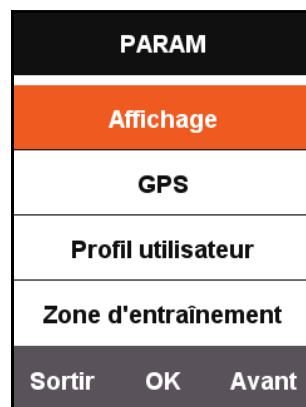 PARAM
Affichage
GPS
Profil utilisateur
Zone d'entraînement
Sortir OK Avant